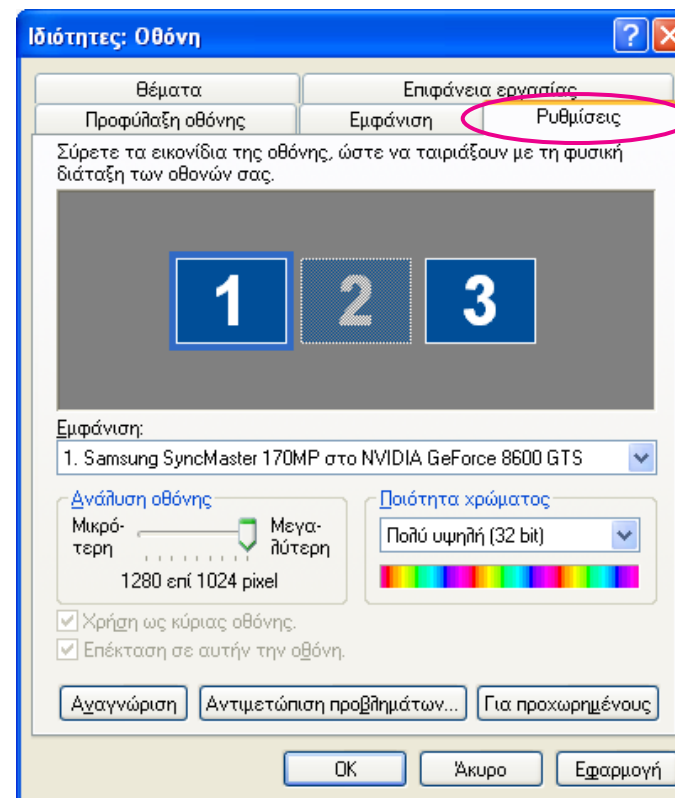 Ιδιότητες: Οθόνη
Θέματα
Επιφάνεια εργασίας
Προφύλαξη οθόνης
Εμφάνιση
Ρυθμίσεις
Σύρετε τα εικονίδια της οθόνης, ώστε να ταιριάξουν με τη φυσική
διάταξη των οθονών σας.
1 2 3
Εμφάνιση:
1. Samsung SyncMaster 170MP στο NVIDIA GeForce 8600 GTS
Ανάλυση οθόνης
Μικρό-
τερη
Μεγα-
λύτερη
1280 επί 1024 pixel
Ποιότητα χρώματος
Πολύ υψηλή (32 bit)
Χρήση ως κύριας οθόνης.
Επέκταση σε αυτήν την οθόνη.
Αναγνώριση
Αντιμετώπιση προβλημάτων...
Για προχωρημένους
OK
Άκυρο
Εφαρμογή